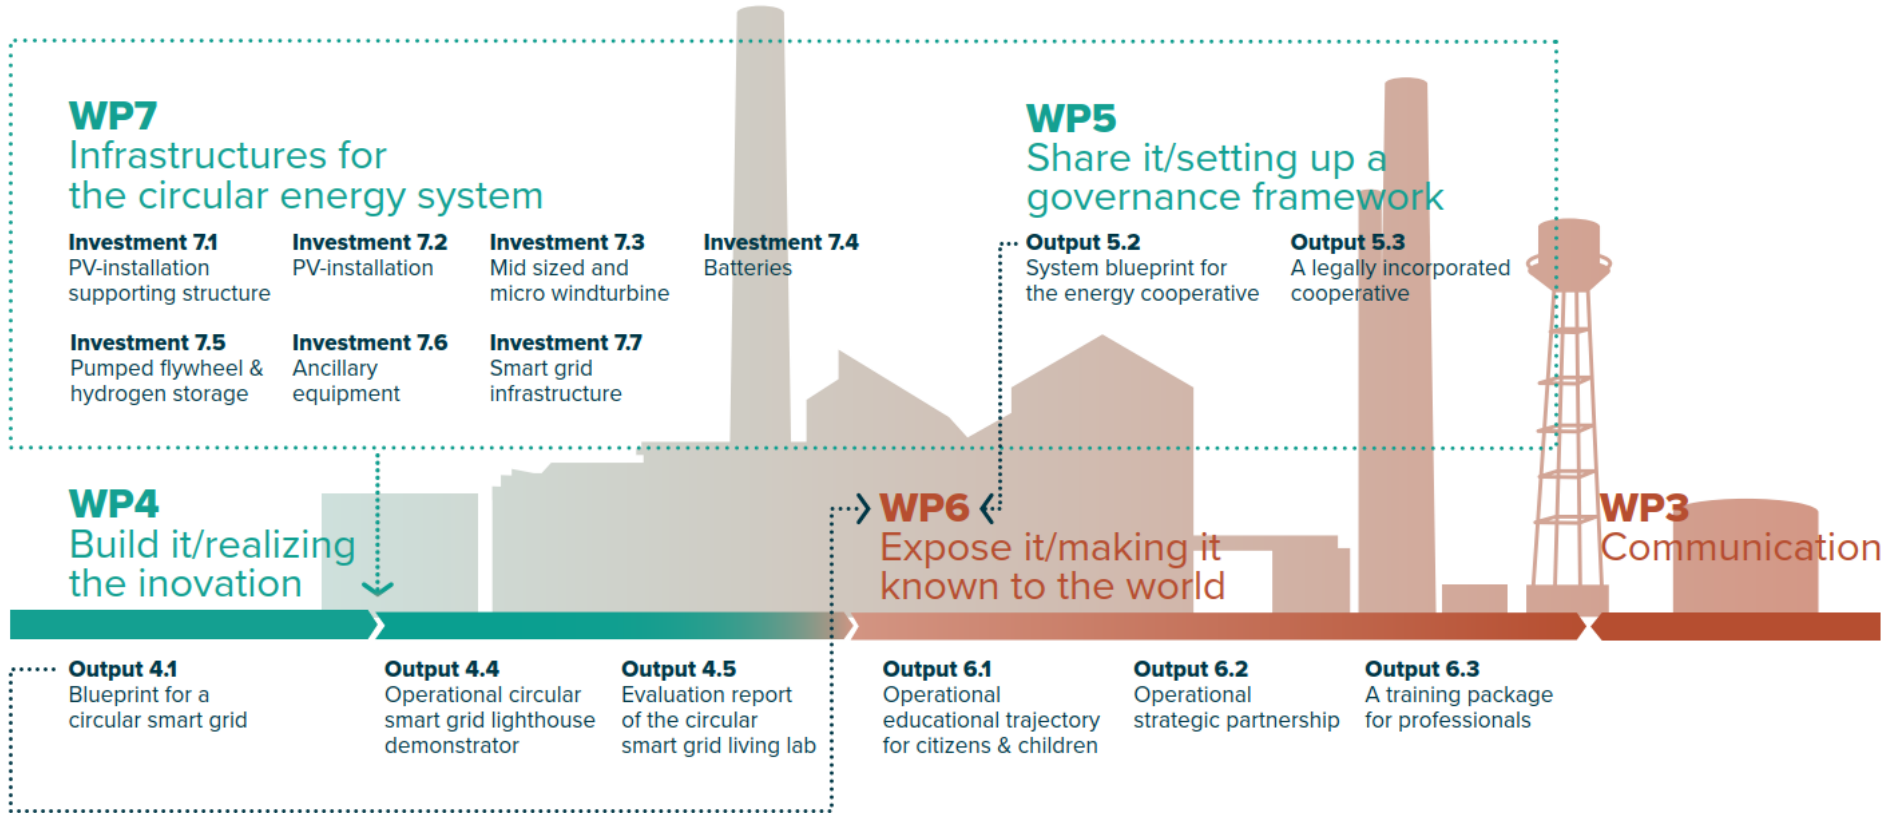 WP7
Infrastructures for
the circular energy system
Investment 7.1
PV-installation
supporting structure
Investment 7.2
PV-installation
Investment 7.3
Mid sized and
micro windturbine
Investment 7.4
Batteries
Investment 7.5
Pumped flywheel &
hydrogen storage
Investment 7.6
Ancillary
equipment
Investment 7.7
Smart grid
infrastructure
WP5
Share it/setting up a
governance framework
Output 5.2
System blueprint for
the energy cooperative
Output 5.3
A legally incorporated
cooperative
WP4
Build it/realizing
the inovation
WP6
Expose it/making it
known to the world
WP3
Communication
Output 4.1
Blueprint for a
circular smart grid
Output 4.4
Operational circular
smart grid lighthouse
demonstrator
Output 4.5
Evaluation report
of the circular
smart grid living lab
Output 6.1
Operational
educational trajectory
for citizens & children
Output 6.2
Operational
strategic partnership
Output 6.3
A training package
for professionals